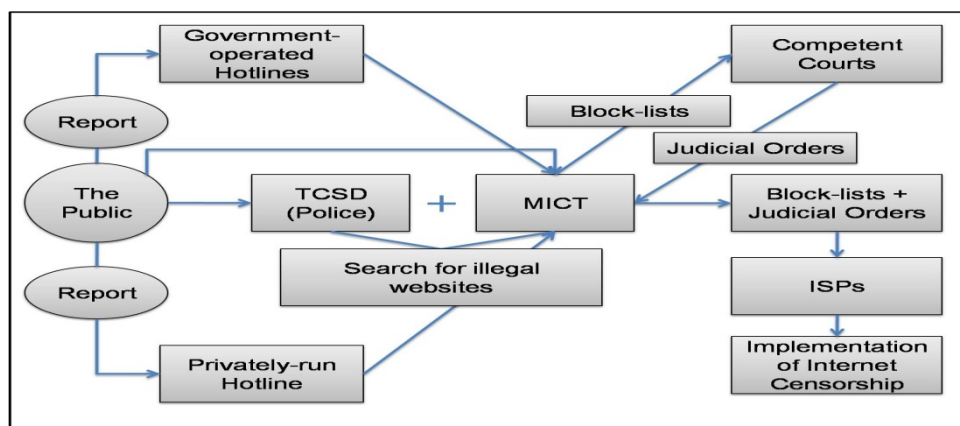 Government-
operated
Hotlines
Competent
Courts
Report
Block-lists
Judicial Orders
The
Public
TCSD
(Police)
+
MICT
Block-lists +
Judicial Orders
Search for illegal
websites
Report
ISPs
Privately-run
Hotline
Implementation
of Internet
Censorship